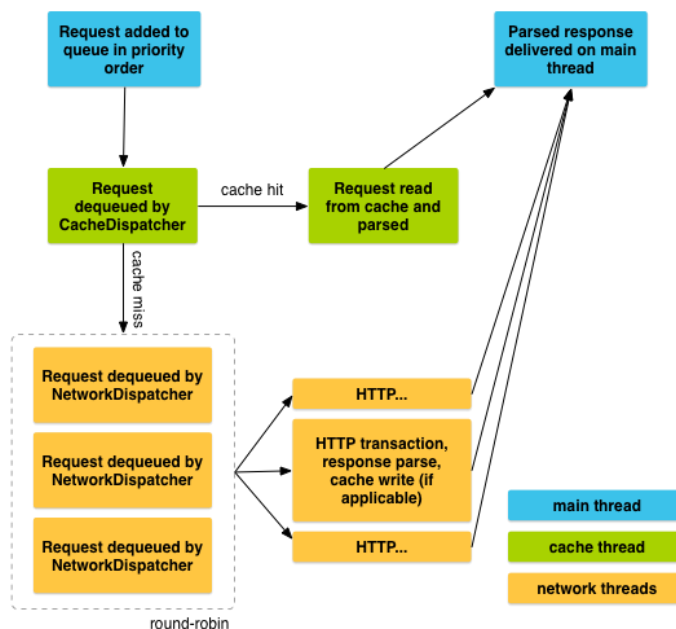 Request added to
queue in priority
order
Parsed response
delivered on main
thread
Request
dequeued by
CacheDispatcher
cache hit
Request read
from cache and
parsed
cache miss
Request dequeued by
NetworkDispatcher
Request dequeued by
NetworkDispatcher
Request dequeued by
NetworkDispatcher
HTTP...
HTTP transaction,
response parse,
cache write (if
applicable)
HTTP...
round-robin
main thread
cache thread
network threads